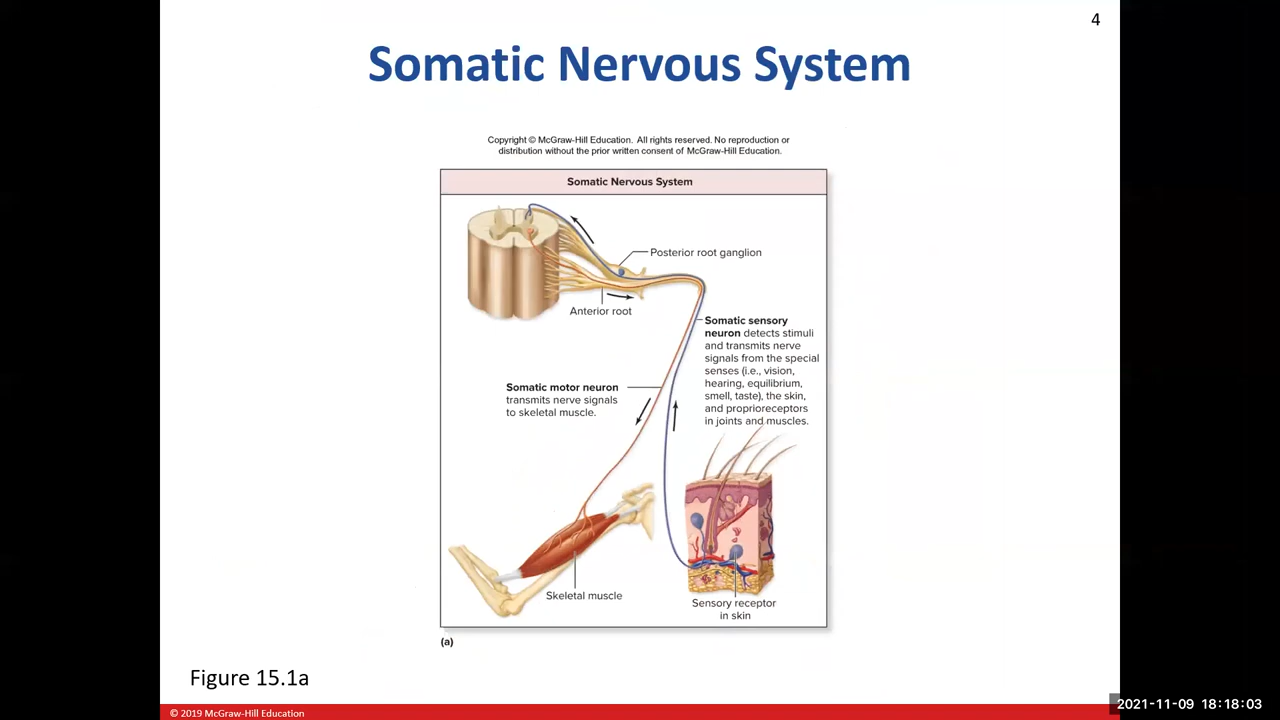 4
Somatic Nervous System
Copyright © McGraw-Hill Education. All rights reserved. No reproduction or
distribution without the prior written consent of McGraw-Hill Education.
Somatic Nervous System
Posterior root ganglion
Anterior root
Somatic sensory
neuron detects stimuli
and transmits nerve
signals from the special
senses (i.e., vision,
hearing, equilibrium,
smell, taste), the skin,
and proprioreceptors
in joints and muscles.
Somatic motor neuron
transmits nerve signals
to skeletal muscle.
Skeletal muscle
Sensory receptor
in skin
(a)
Figure 15.1a
© 2019 McGraw-Hill Education
2021-11-09 18:18:03